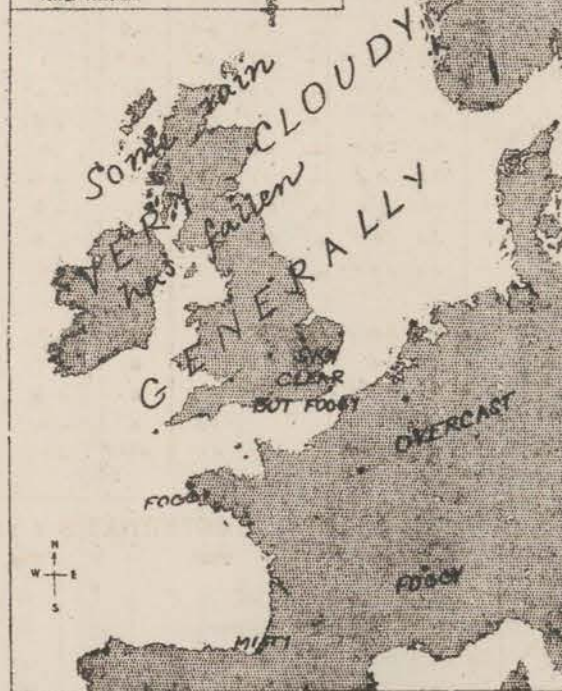 Some rain
has fallen
VERY CLOUDY
GENERALLY
SKY
CLEAR
BUT FOGGY
OVERCAST
FOGGY
FOGGY
N
W E
S
MISTY